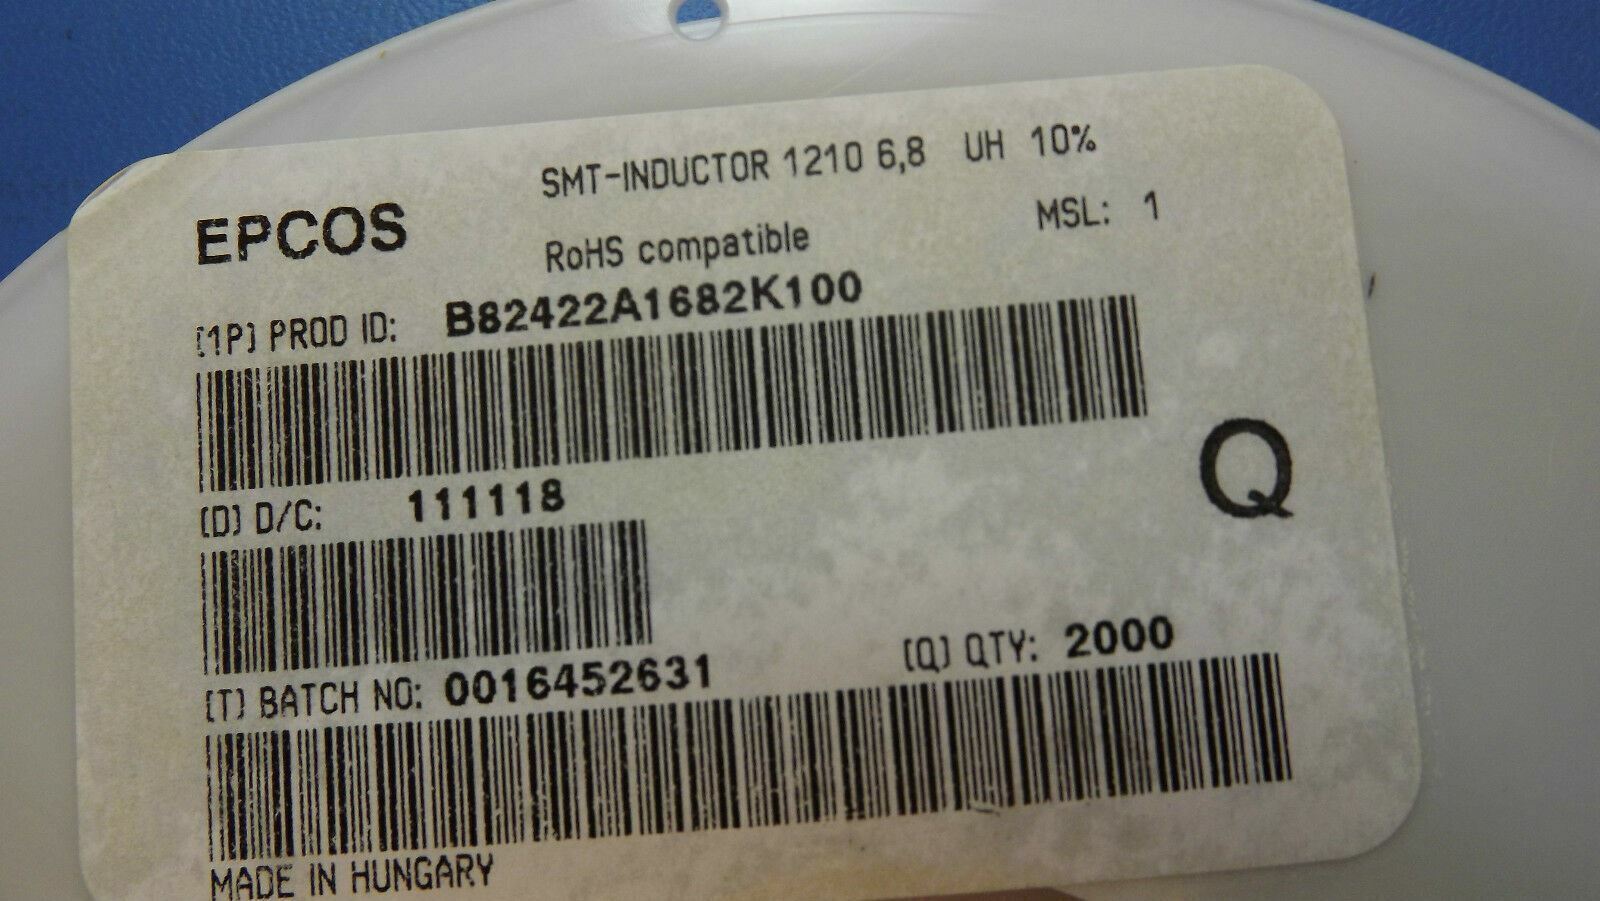 SMT-INDUCTOR 1210 6,8 UH 10%
EPCOS
RoHS compatible MSL: 1
[1P] PROD ID: B82422A1682K100
[D] D/C: 111118
Q
[T] BATCH NO: 0016452631 [Q] QTY: 2000
MADE IN HUNGARY